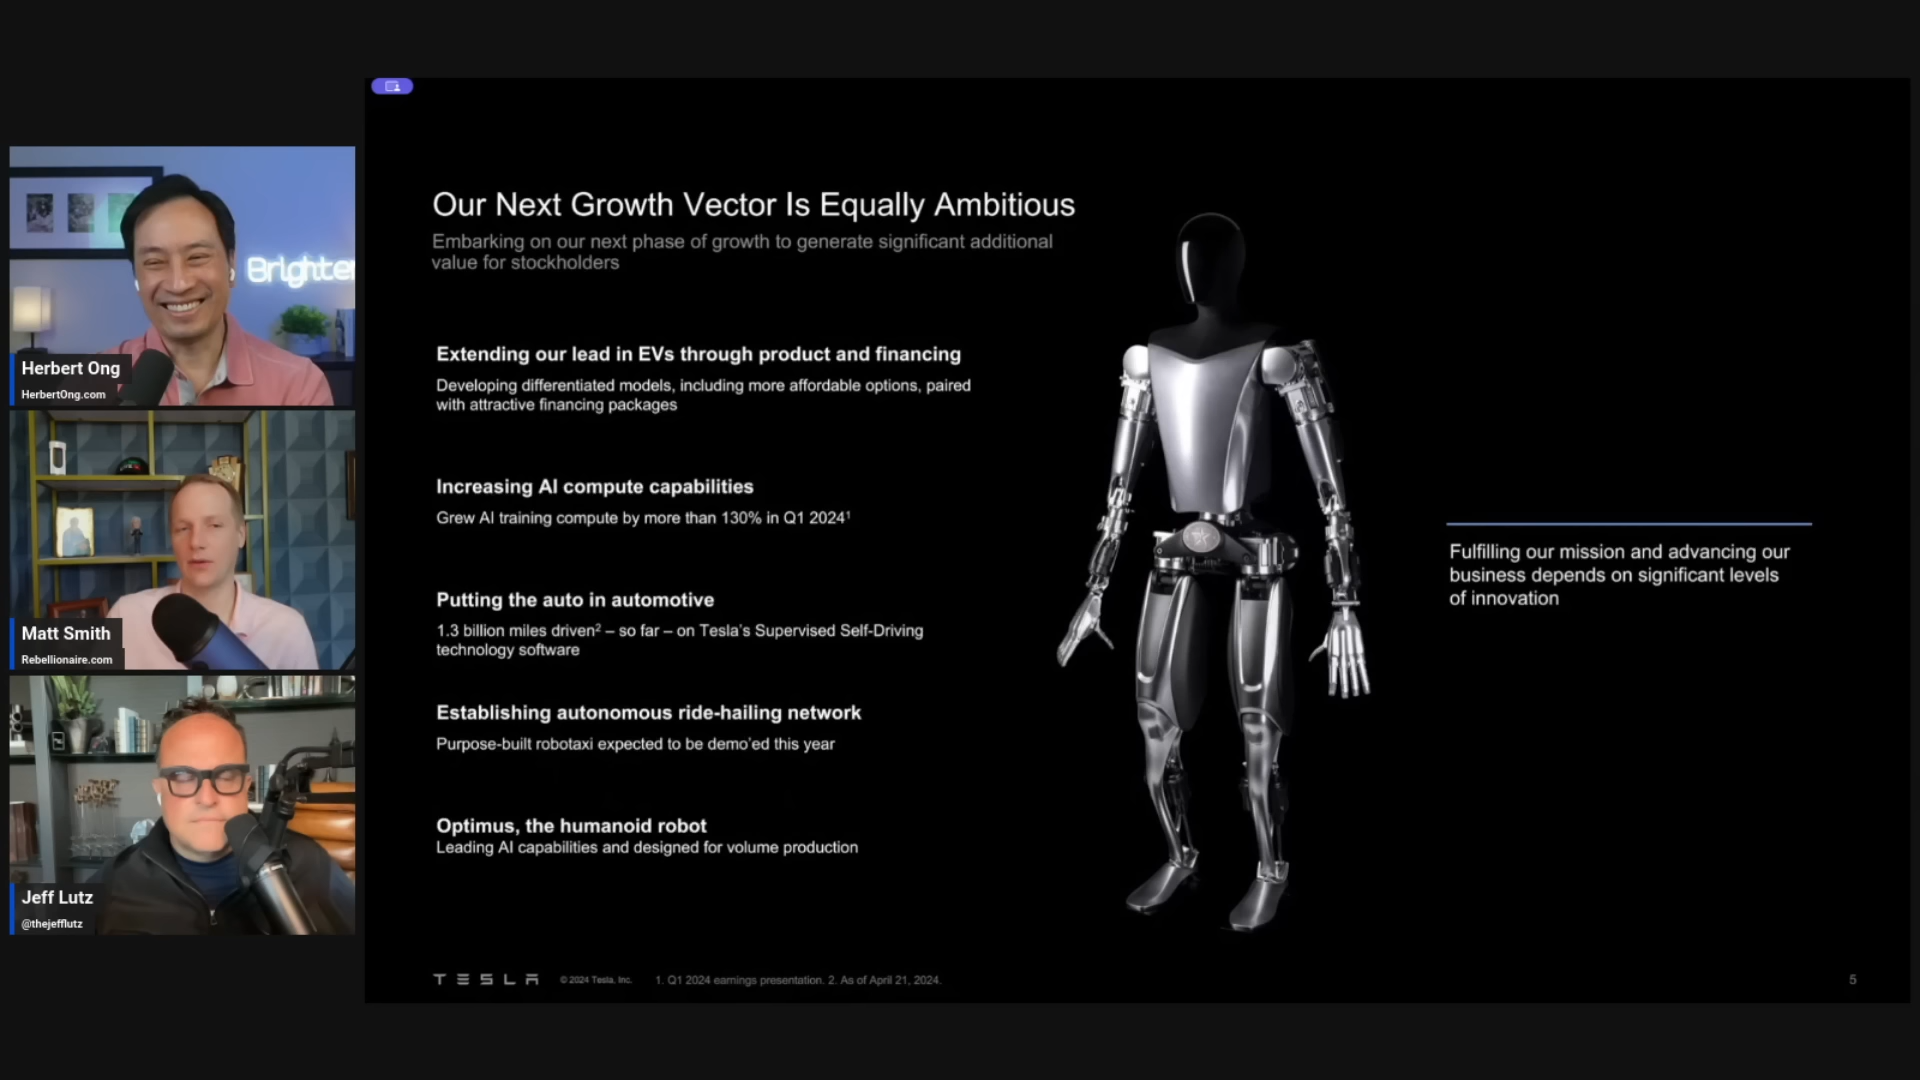 Brighter
Herbert Ong
HerbertOng.com
Matt Smith
Rebellionaire.com
Jeff Lutz
@thejefflutz
Our Next Growth Vector Is Equally Ambitious
Embarking on our next phase of growth to generate significant additional
value for stockholders
Extending our lead in EVs through product and financing
Developing differentiated models, including more affordable options, paired
with attractive financing packages
Increasing AI compute capabilities
Grew AI training compute by more than 130% in Q1 2024¹
Putting the auto in automotive
1.3 billion miles driven² – so far – on Tesla's Supervised Self-Driving
technology software
Establishing autonomous ride-hailing network
Purpose-built robotaxi expected to be demo'ed this year
Optimus, the humanoid robot
Leading AI capabilities and designed for volume production
Fulfilling our mission and advancing our
business depends on significant levels
of innovation
TESLA © 2024 Tesla, Inc. 1. Q1 2024 earnings presentation. 2. As of April 21, 2024. 5